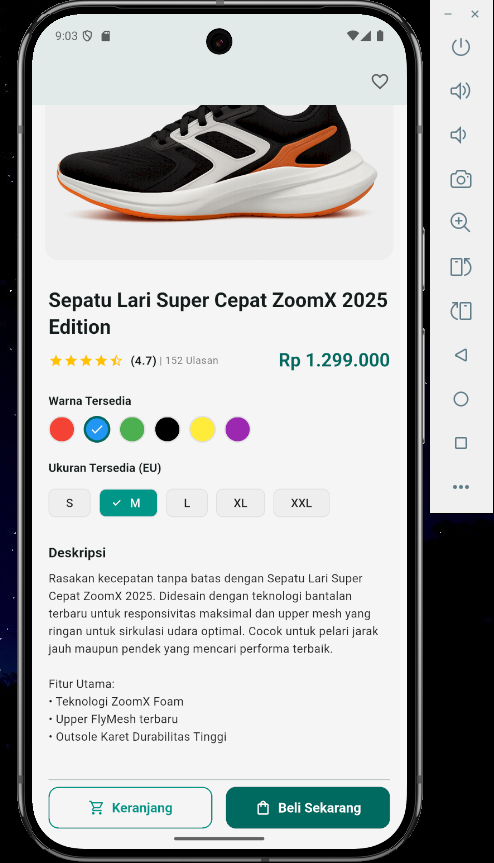 9:03
Sepatu Lari Super Cepat ZoomX 2025
Edition
(4.7) | 152 Ulasan
Rp 1.299.000
Warna Tersedia
Ukuran Tersedia (EU)
S
M
L
XL
XXL
Deskripsi
Rasakan kecepatan tanpa batas dengan Sepatu Lari Super
Cepat ZoomX 2025. Didesain dengan teknologi bantalan
terbaru untuk responsivitas maksimal dan upper mesh yang
ringan untuk sirkulasi udara optimal. Cocok untuk pelari jarak
jauh maupun pendek yang mencari performa terbaik.
Fitur Utama:
• Teknologi ZoomX Foam
• Upper FlyMesh terbaru
• Outsole Karet Durabilitas Tinggi
Keranjang
Beli Sekarang